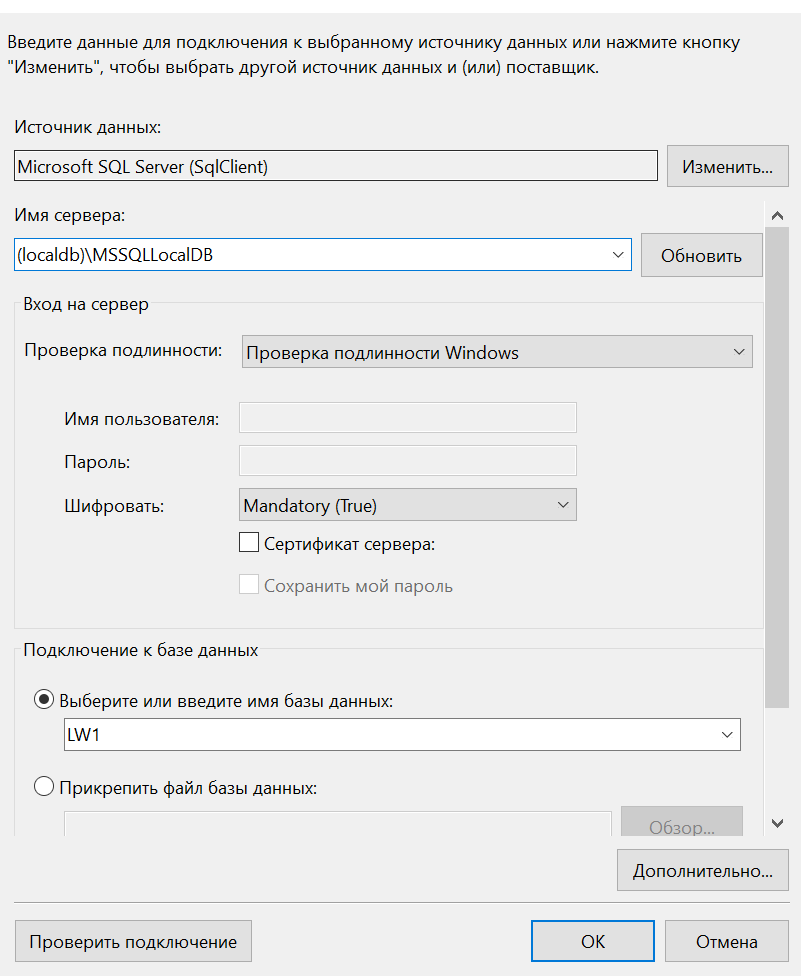 Введите данные для подключения к выбранному источнику данных или нажмите кнопку
"Изменить", чтобы выбрать другой источник данных и (или) поставщик.
Источник данных:
Microsoft SQL Server (SqlClient)
Изменить...
Имя сервера:
(localdb)\MSSQLLocalDB
Обновить
Вход на сервер
Проверка подлинности:
Проверка подлинности Windows
Имя пользователя:
Пароль:
Шифровать:
Mandatory (True)
Сертификат сервера:
Сохранить мой пароль
Подключение к базе данных
Выберите или введите имя базы данных:
LW1
Прикрепить файл базы данных:
Обзор...
Дополнительно...
Проверить подключение
ОК
Отмена